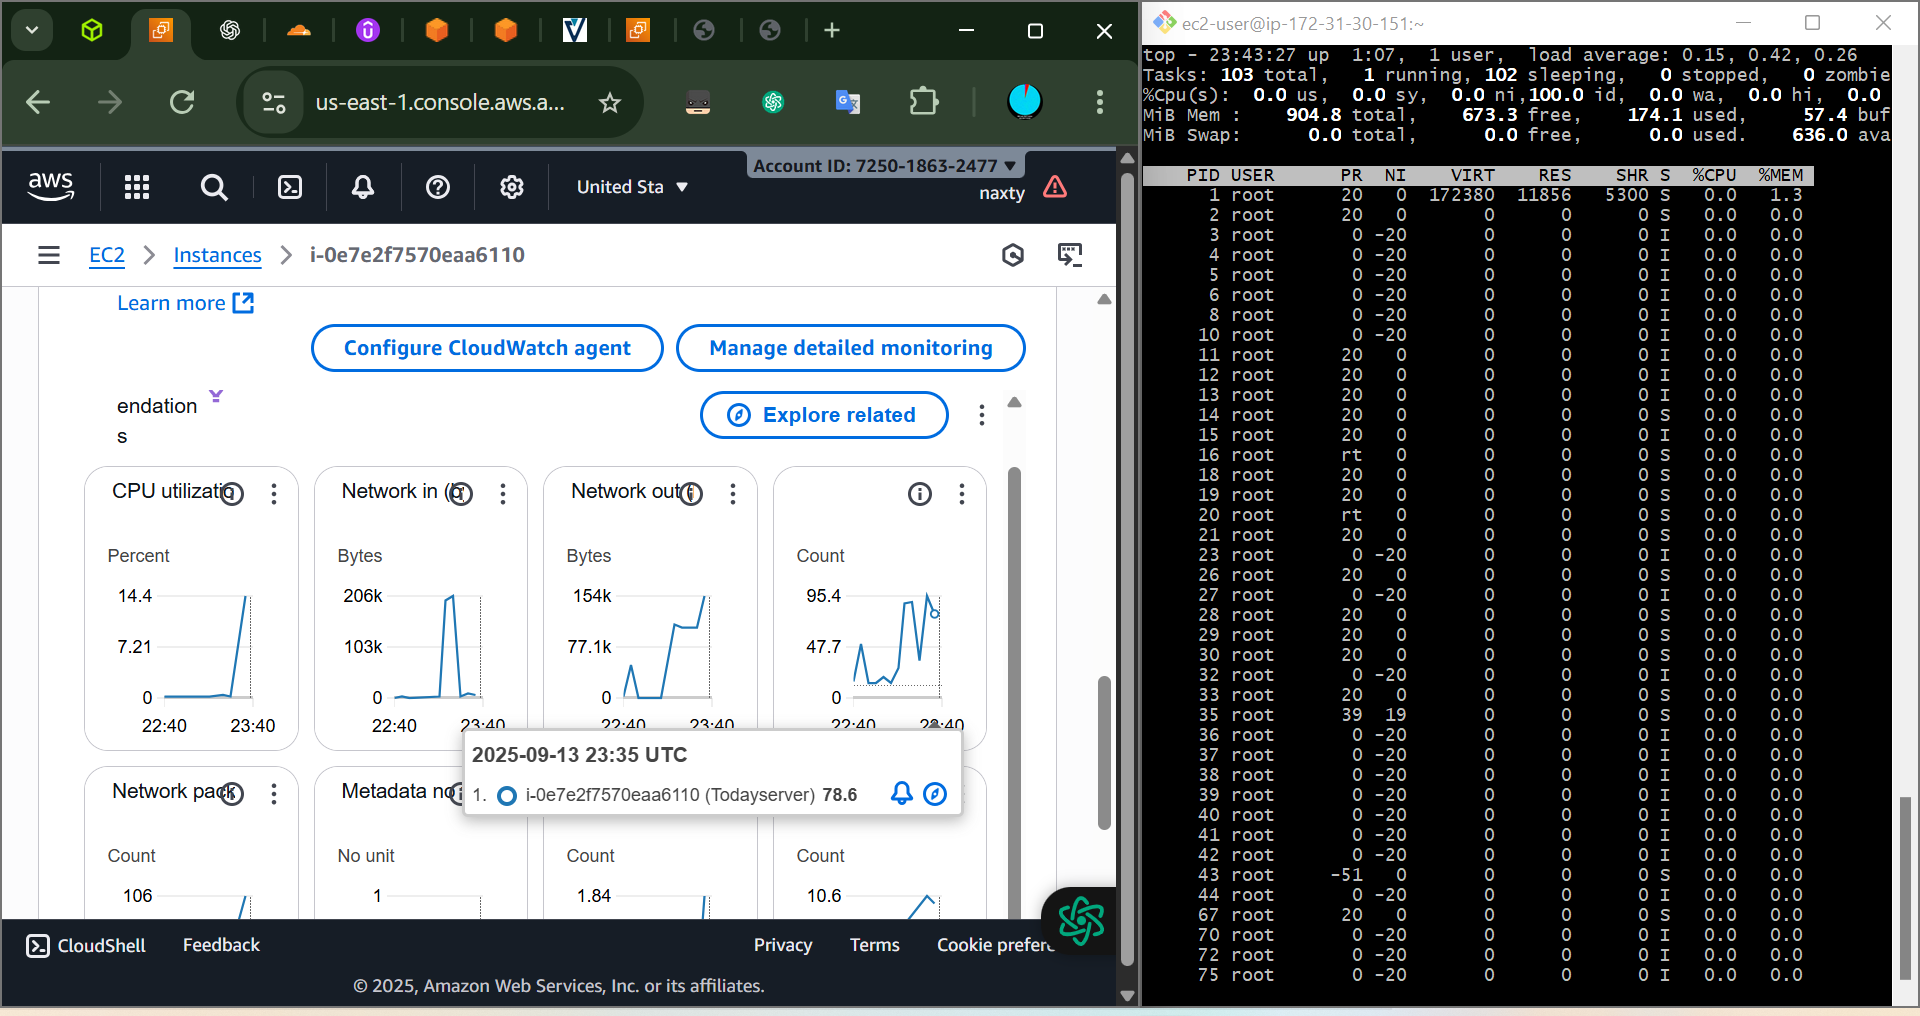 us-east-1.console.aws.a...
aws
United Sta
Account ID: 7250-1863-2477
naxty
EC2
Instances
i-0e7e2f7570eaa6110
Learn more
Configure CloudWatch agent
Manage detailed monitoring
endation
s
Explore related
CPU utilizatio
Percent
14.4
7.21
0
22:40
23:40
Network in (b
Bytes
206k
103k
0
22:40
23:40
Network out (
Bytes
154k
77.1k
0
22:40
23:40
Count
95.4
47.7
0
22:40
23:40
2025-09-13 23:35 UTC
1. i-0e7e2f7570eaa6110 (Todayserver) 78.6
Network pack
Count
106
Metadata no
No unit
1
Count
1.84
Count
10.6
CloudShell
Feedback
Privacy
Terms
Cookie prefere
© 2025, Amazon Web Services, Inc. or its affiliates.
ec2-user@ip-172-31-30-151:~
top - 23:43:27 up  1:07,  1 user,  load average: 0.15, 0.42, 0.26
Tasks: 103 total,   1 running, 102 sleeping,   0 stopped,   0 zombie
%Cpu(s):  0.0 us,  0.0 sy,  0.0 ni,100.0 id,  0.0 wa,  0.0 hi,  0.0
MiB Mem :    904.8 total,    673.3 free,    174.1 used,     57.4 buf
MiB Swap:      0.0 total,      0.0 free,      0.0 used.    636.0 ava
PID USER      PR  NI    VIRT    RES    SHR S  %CPU  %MEM
1 root      20   0  172380  11856   5300 S   0.0   1.3
2 root      20   0       0      0      0 S   0.0   0.0
3 root       0 -20       0      0      0 I   0.0   0.0
4 root       0 -20       0      0      0 I   0.0   0.0
5 root       0 -20       0      0      0 I   0.0   0.0
6 root       0 -20       0      0      0 I   0.0   0.0
8 root       0 -20       0      0      0 I   0.0   0.0
10 root       0 -20       0      0      0 I   0.0   0.0
11 root      20   0       0      0      0 I   0.0   0.0
12 root      20   0       0      0      0 I   0.0   0.0
13 root      20   0       0      0      0 I   0.0   0.0
14 root      20   0       0      0      0 S   0.0   0.0
15 root      20   0       0      0      0 I   0.0   0.0
16 root      rt   0       0      0      0 S   0.0   0.0
18 root      20   0       0      0      0 S   0.0   0.0
19 root      20   0       0      0      0 S   0.0   0.0
20 root      rt   0       0      0      0 S   0.0   0.0
21 root      20   0       0      0      0 S   0.0   0.0
23 root       0 -20       0      0      0 I   0.0   0.0
26 root      20   0       0      0      0 S   0.0   0.0
27 root       0 -20       0      0      0 I   0.0   0.0
28 root      20   0       0      0      0 S   0.0   0.0
29 root      20   0       0      0      0 S   0.0   0.0
30 root      20   0       0      0      0 S   0.0   0.0
32 root       0 -20       0      0      0 I   0.0   0.0
33 root      20   0       0      0      0 S   0.0   0.0
35 root      39  19       0      0      0 S   0.0   0.0
36 root       0 -20       0      0      0 I   0.0   0.0
37 root       0 -20       0      0      0 I   0.0   0.0
38 root       0 -20       0      0      0 I   0.0   0.0
39 root       0 -20       0      0      0 I   0.0   0.0
40 root       0 -20       0      0      0 I   0.0   0.0
41 root       0 -20       0      0      0 I   0.0   0.0
42 root       0 -20       0      0      0 I   0.0   0.0
43 root     -51   0       0      0      0 S   0.0   0.0
44 root       0 -20       0      0      0 I   0.0   0.0
67 root      20   0       0      0      0 S   0.0   0.0
70 root       0 -20       0      0      0 I   0.0   0.0
72 root       0 -20       0      0      0 I   0.0   0.0
75 root       0 -20       0      0      0 I   0.0   0.0